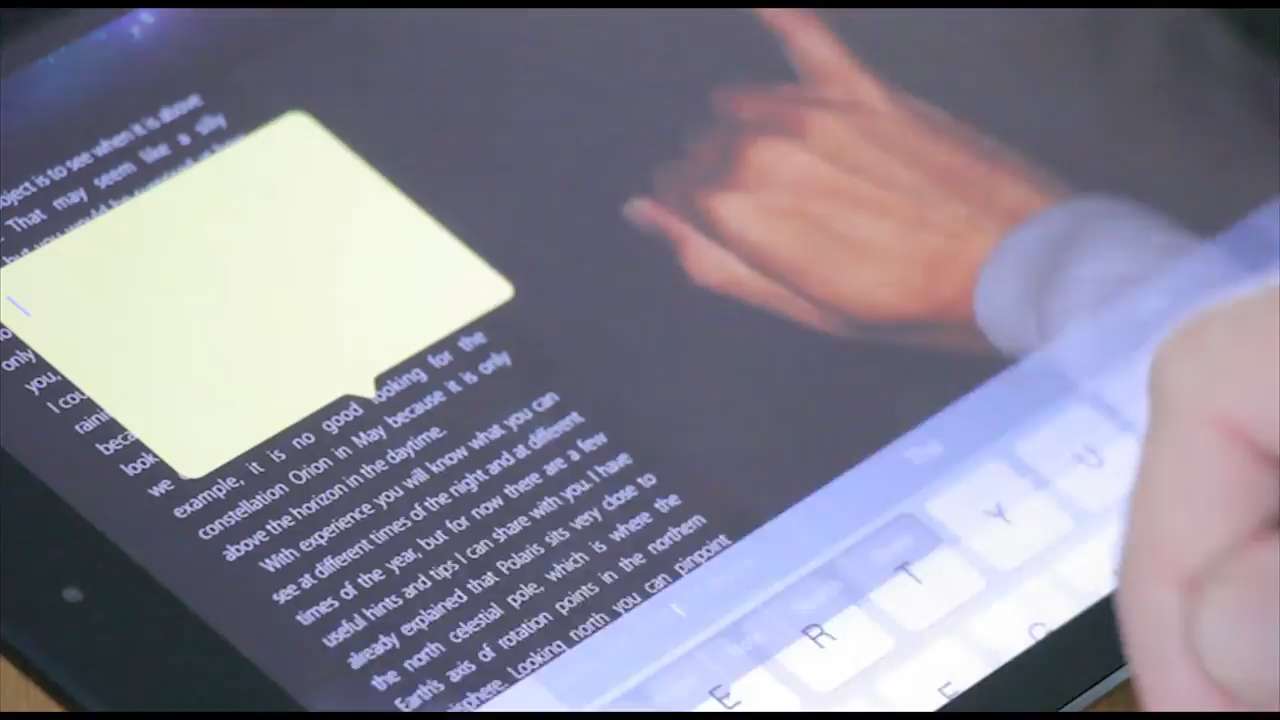 object is to see when it is above
. That may seem like a silly
but you would be
only
you.
I
we
example, it is no good looking for the
constellation Orion in May because it is only
above the horizon in the daytime.
With experience you will know what you can
see at different times of the night and at different
times of the year, but for now there are a few
useful hints and tips I can share with you. I have
already explained that Polaris sits very close to
the north celestial pole, which is where the
Earth's axis of rotation points in the northern
Looking north you can pinpoint
I
E R T Y U